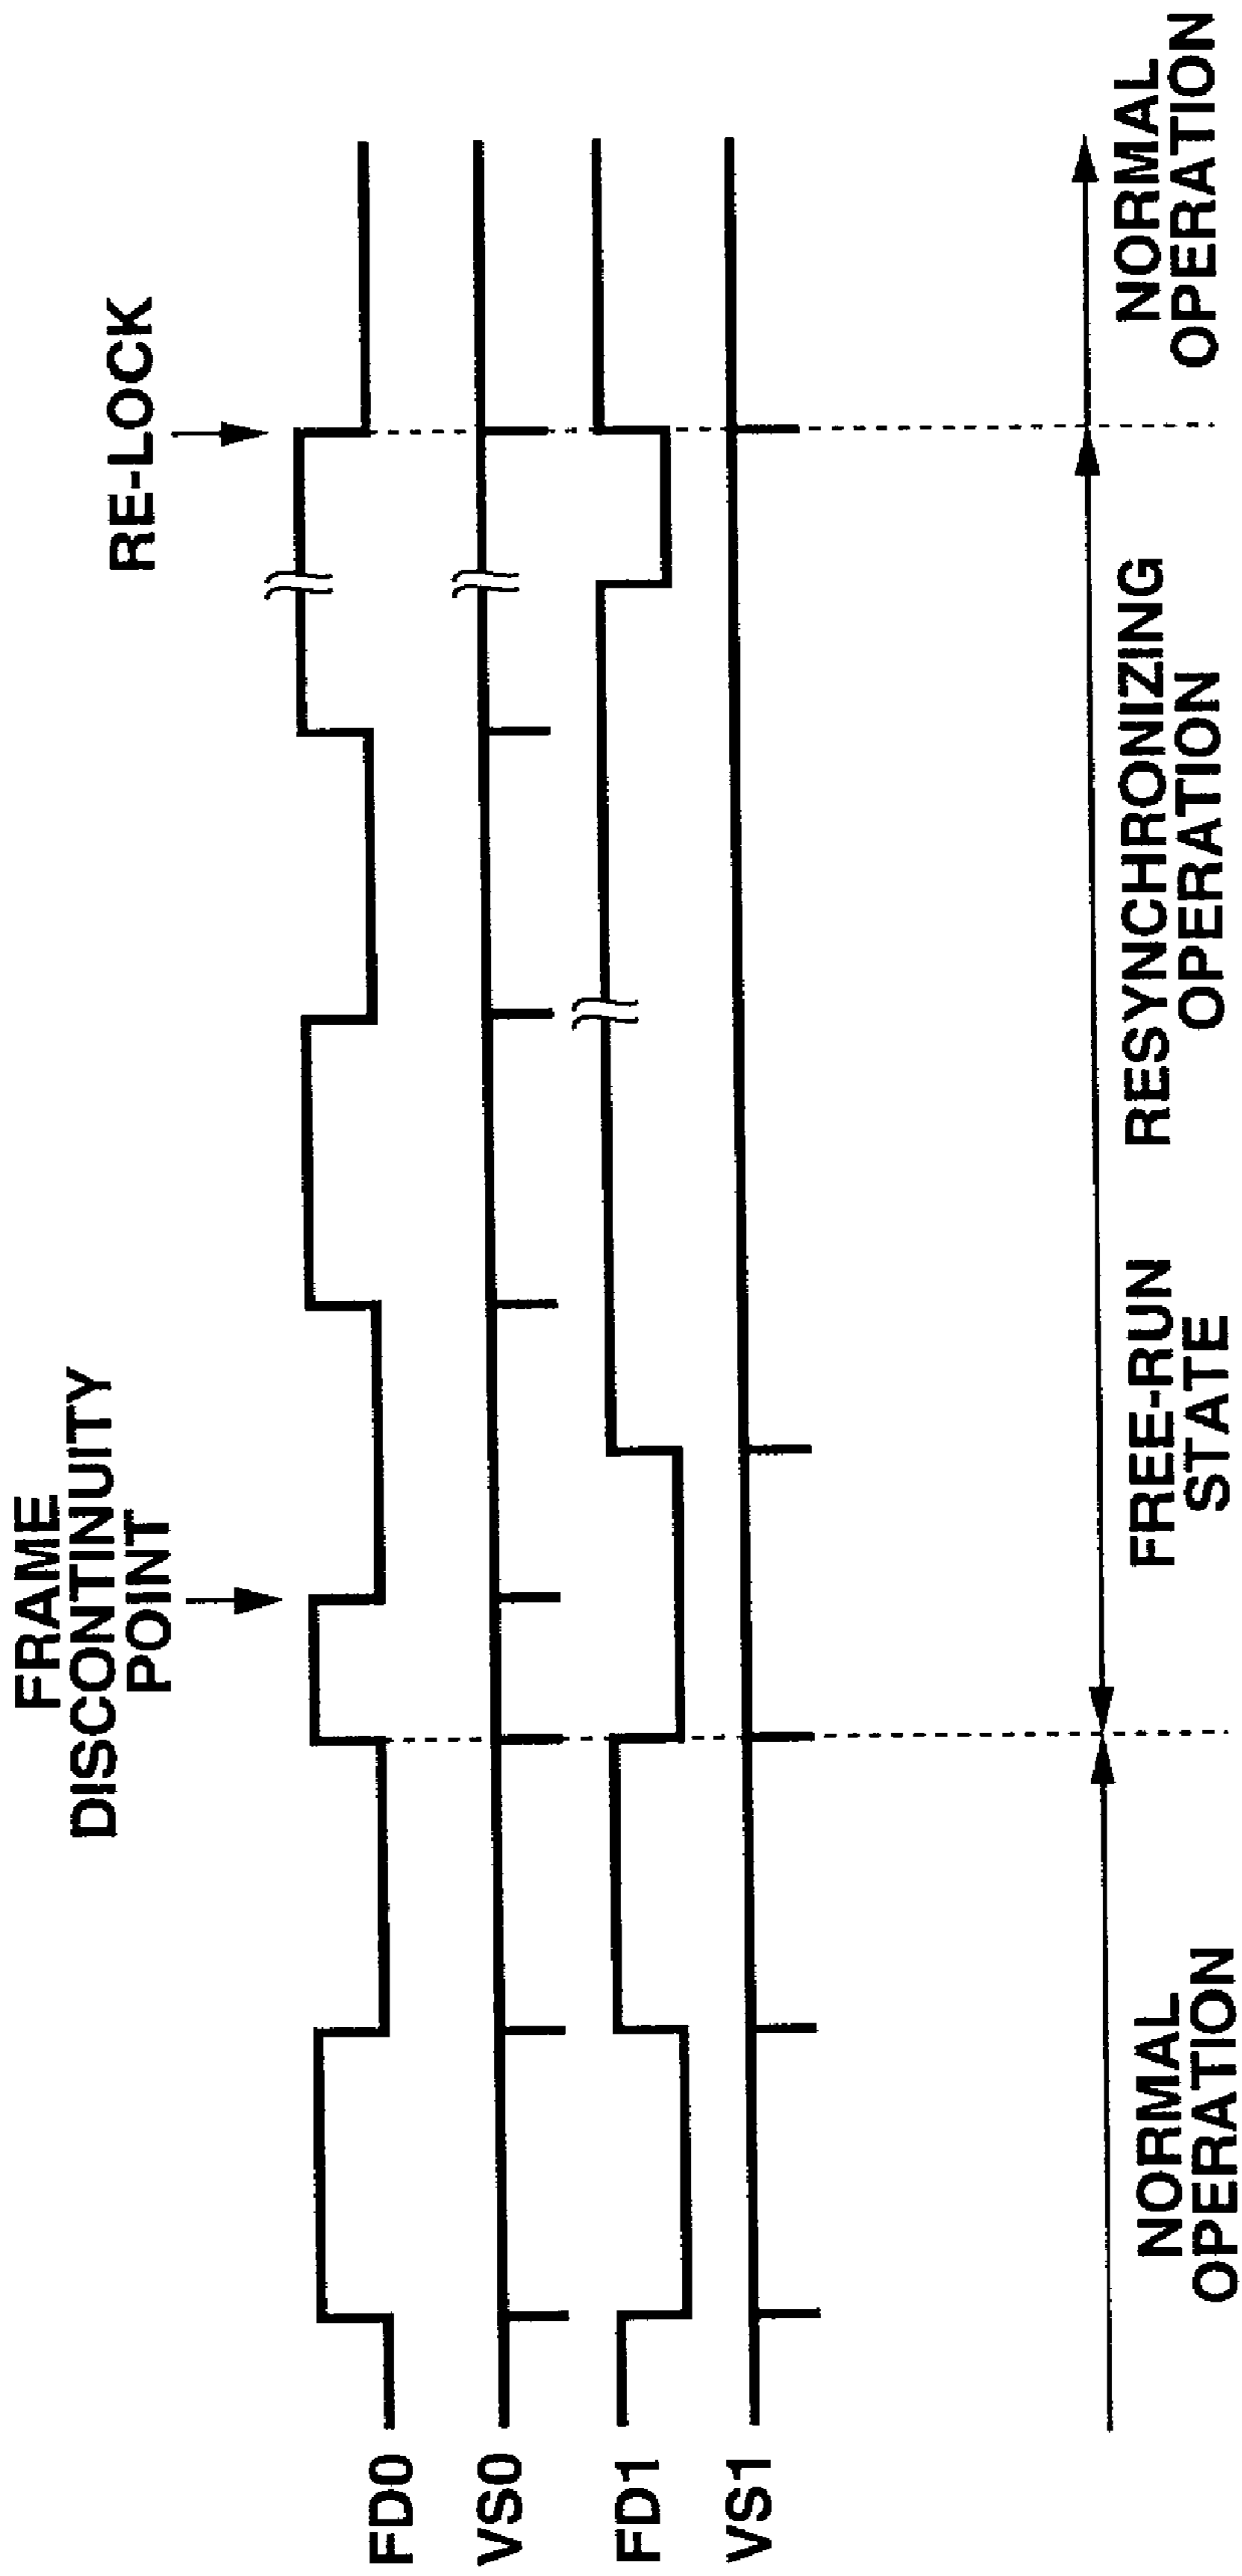 FRAME
DISCONTINUITY
POINT
RE-LOCK
FD0
VS0
FD1
VS1
NORMAL
OPERATION
FREE-RUN
STATE
RESYNCHRONIZING
OPERATION
NORMAL
OPERATION